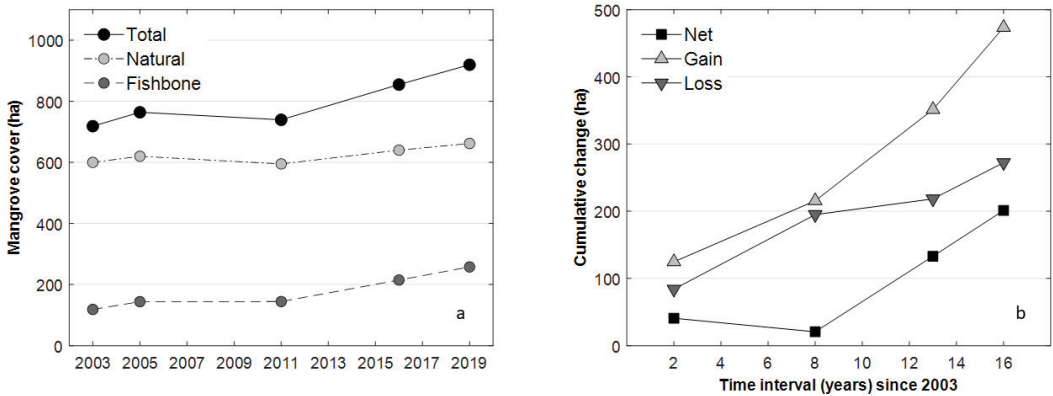 1000
800
600
400
200
0
Mangrove cover (ha)
Total
Natural
Fishbone
a
2003 2005 2007 2009 2011 2013 2015 2017 2019
500
400
300
200
100
0
Cumulative change (ha)
Net
Gain
Loss
b
2 4 6 8 10 12 14 16
Time interval (years) since 2003